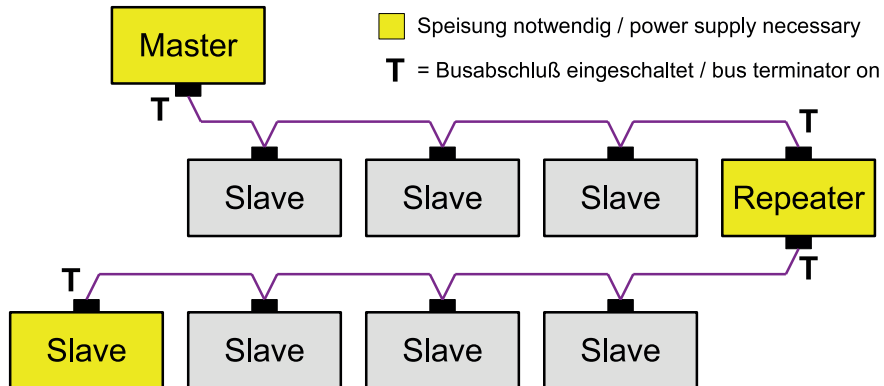 Master
Speisung notwendig / power supply necessary
T = Busabschluß eingeschaltet / bus terminator on
T
T
Slave
Slave
Slave
Repeater
T
T
Slave
Slave
Slave
Slave